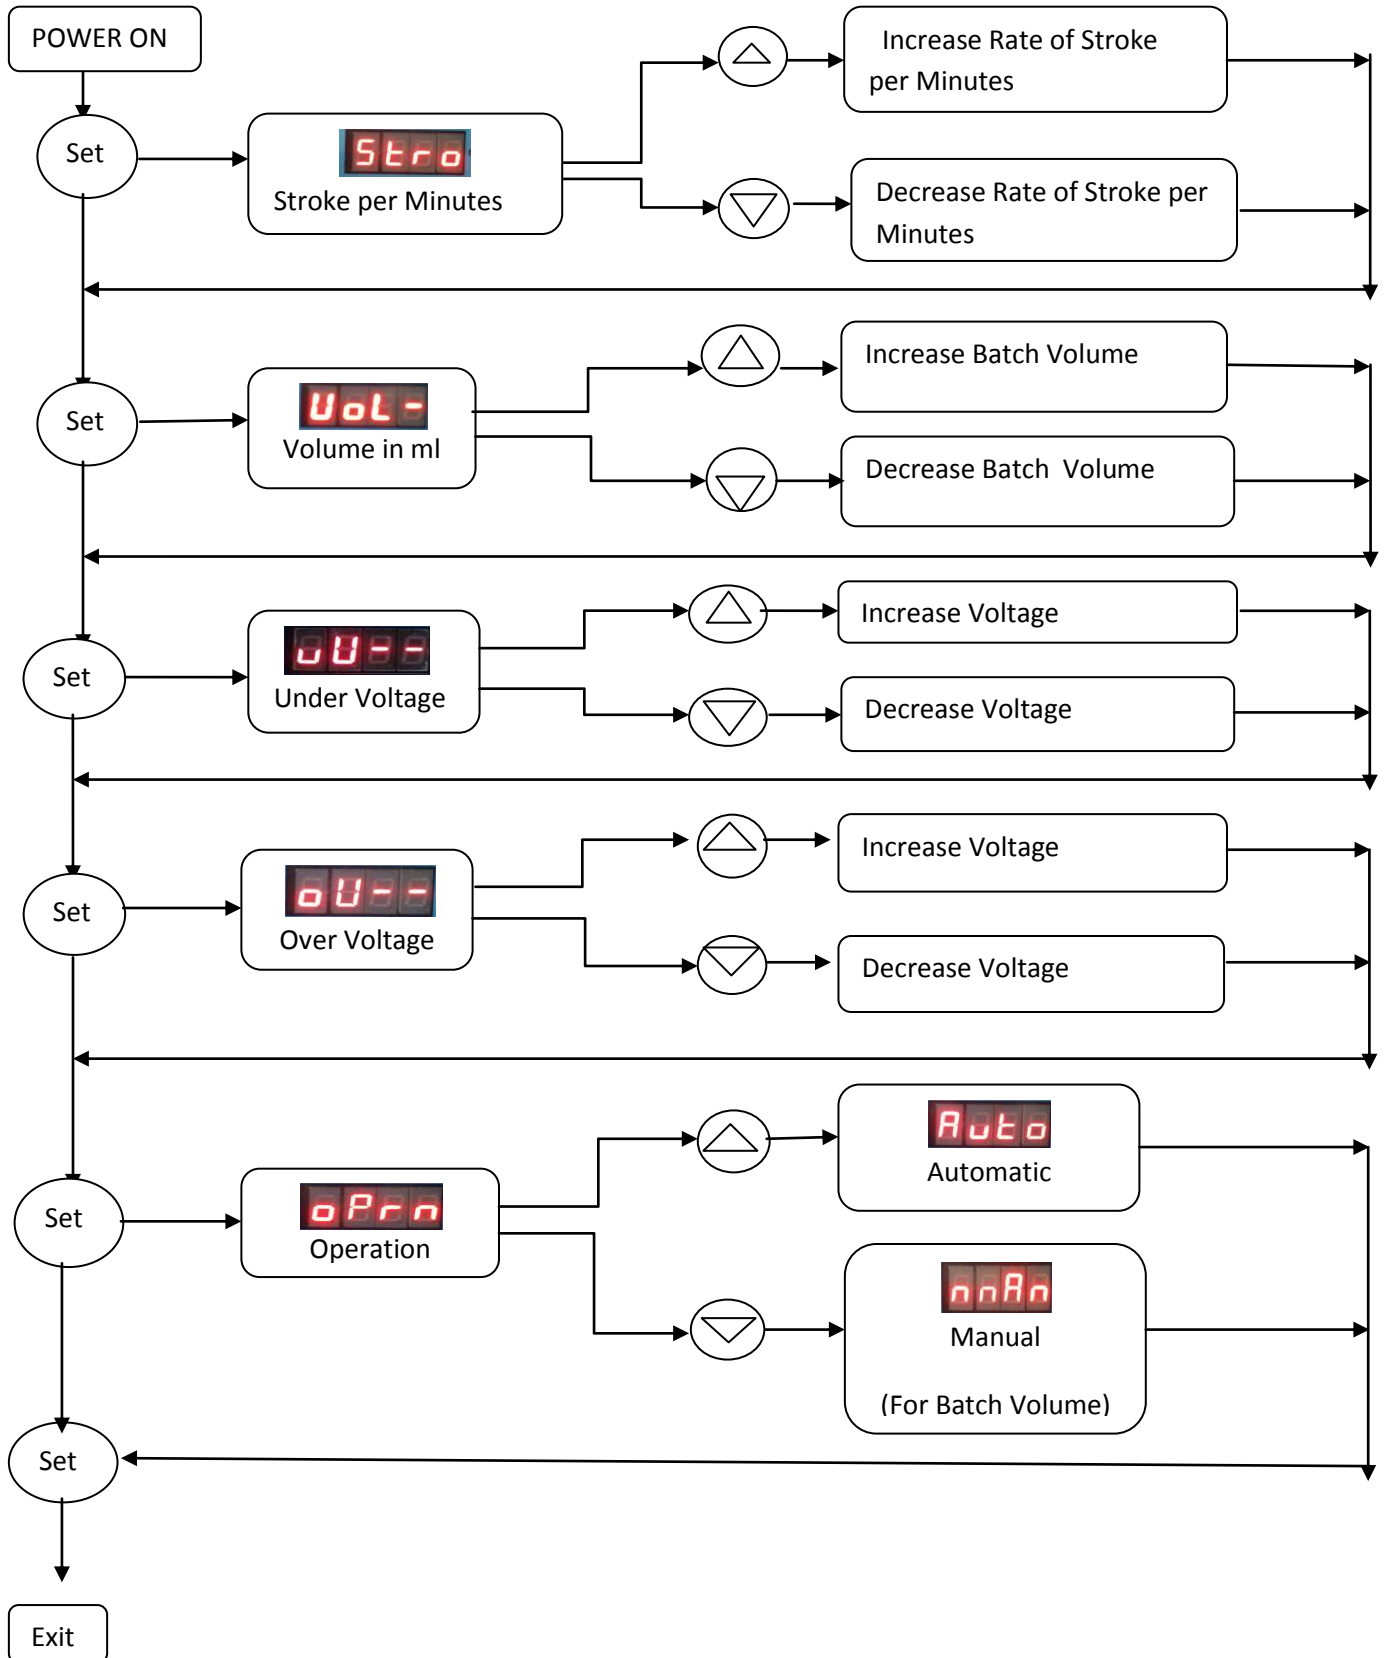 POWER ON
Increase Rate of Stroke
per Minutes
Set
Stro
Stroke per Minutes
Decrease Rate of Stroke per
Minutes
Increase Batch Volume
Set
VoL-
Volume in ml
Decrease Batch Volume
Increase Voltage
Set
uU--
Under Voltage
Decrease Voltage
Increase Voltage
Set
oU--
Over Voltage
Decrease Voltage
Auto
Automatic
Set
oPrn
Operation
nnAn
Manual
(For Batch Volume)
Set
Exit